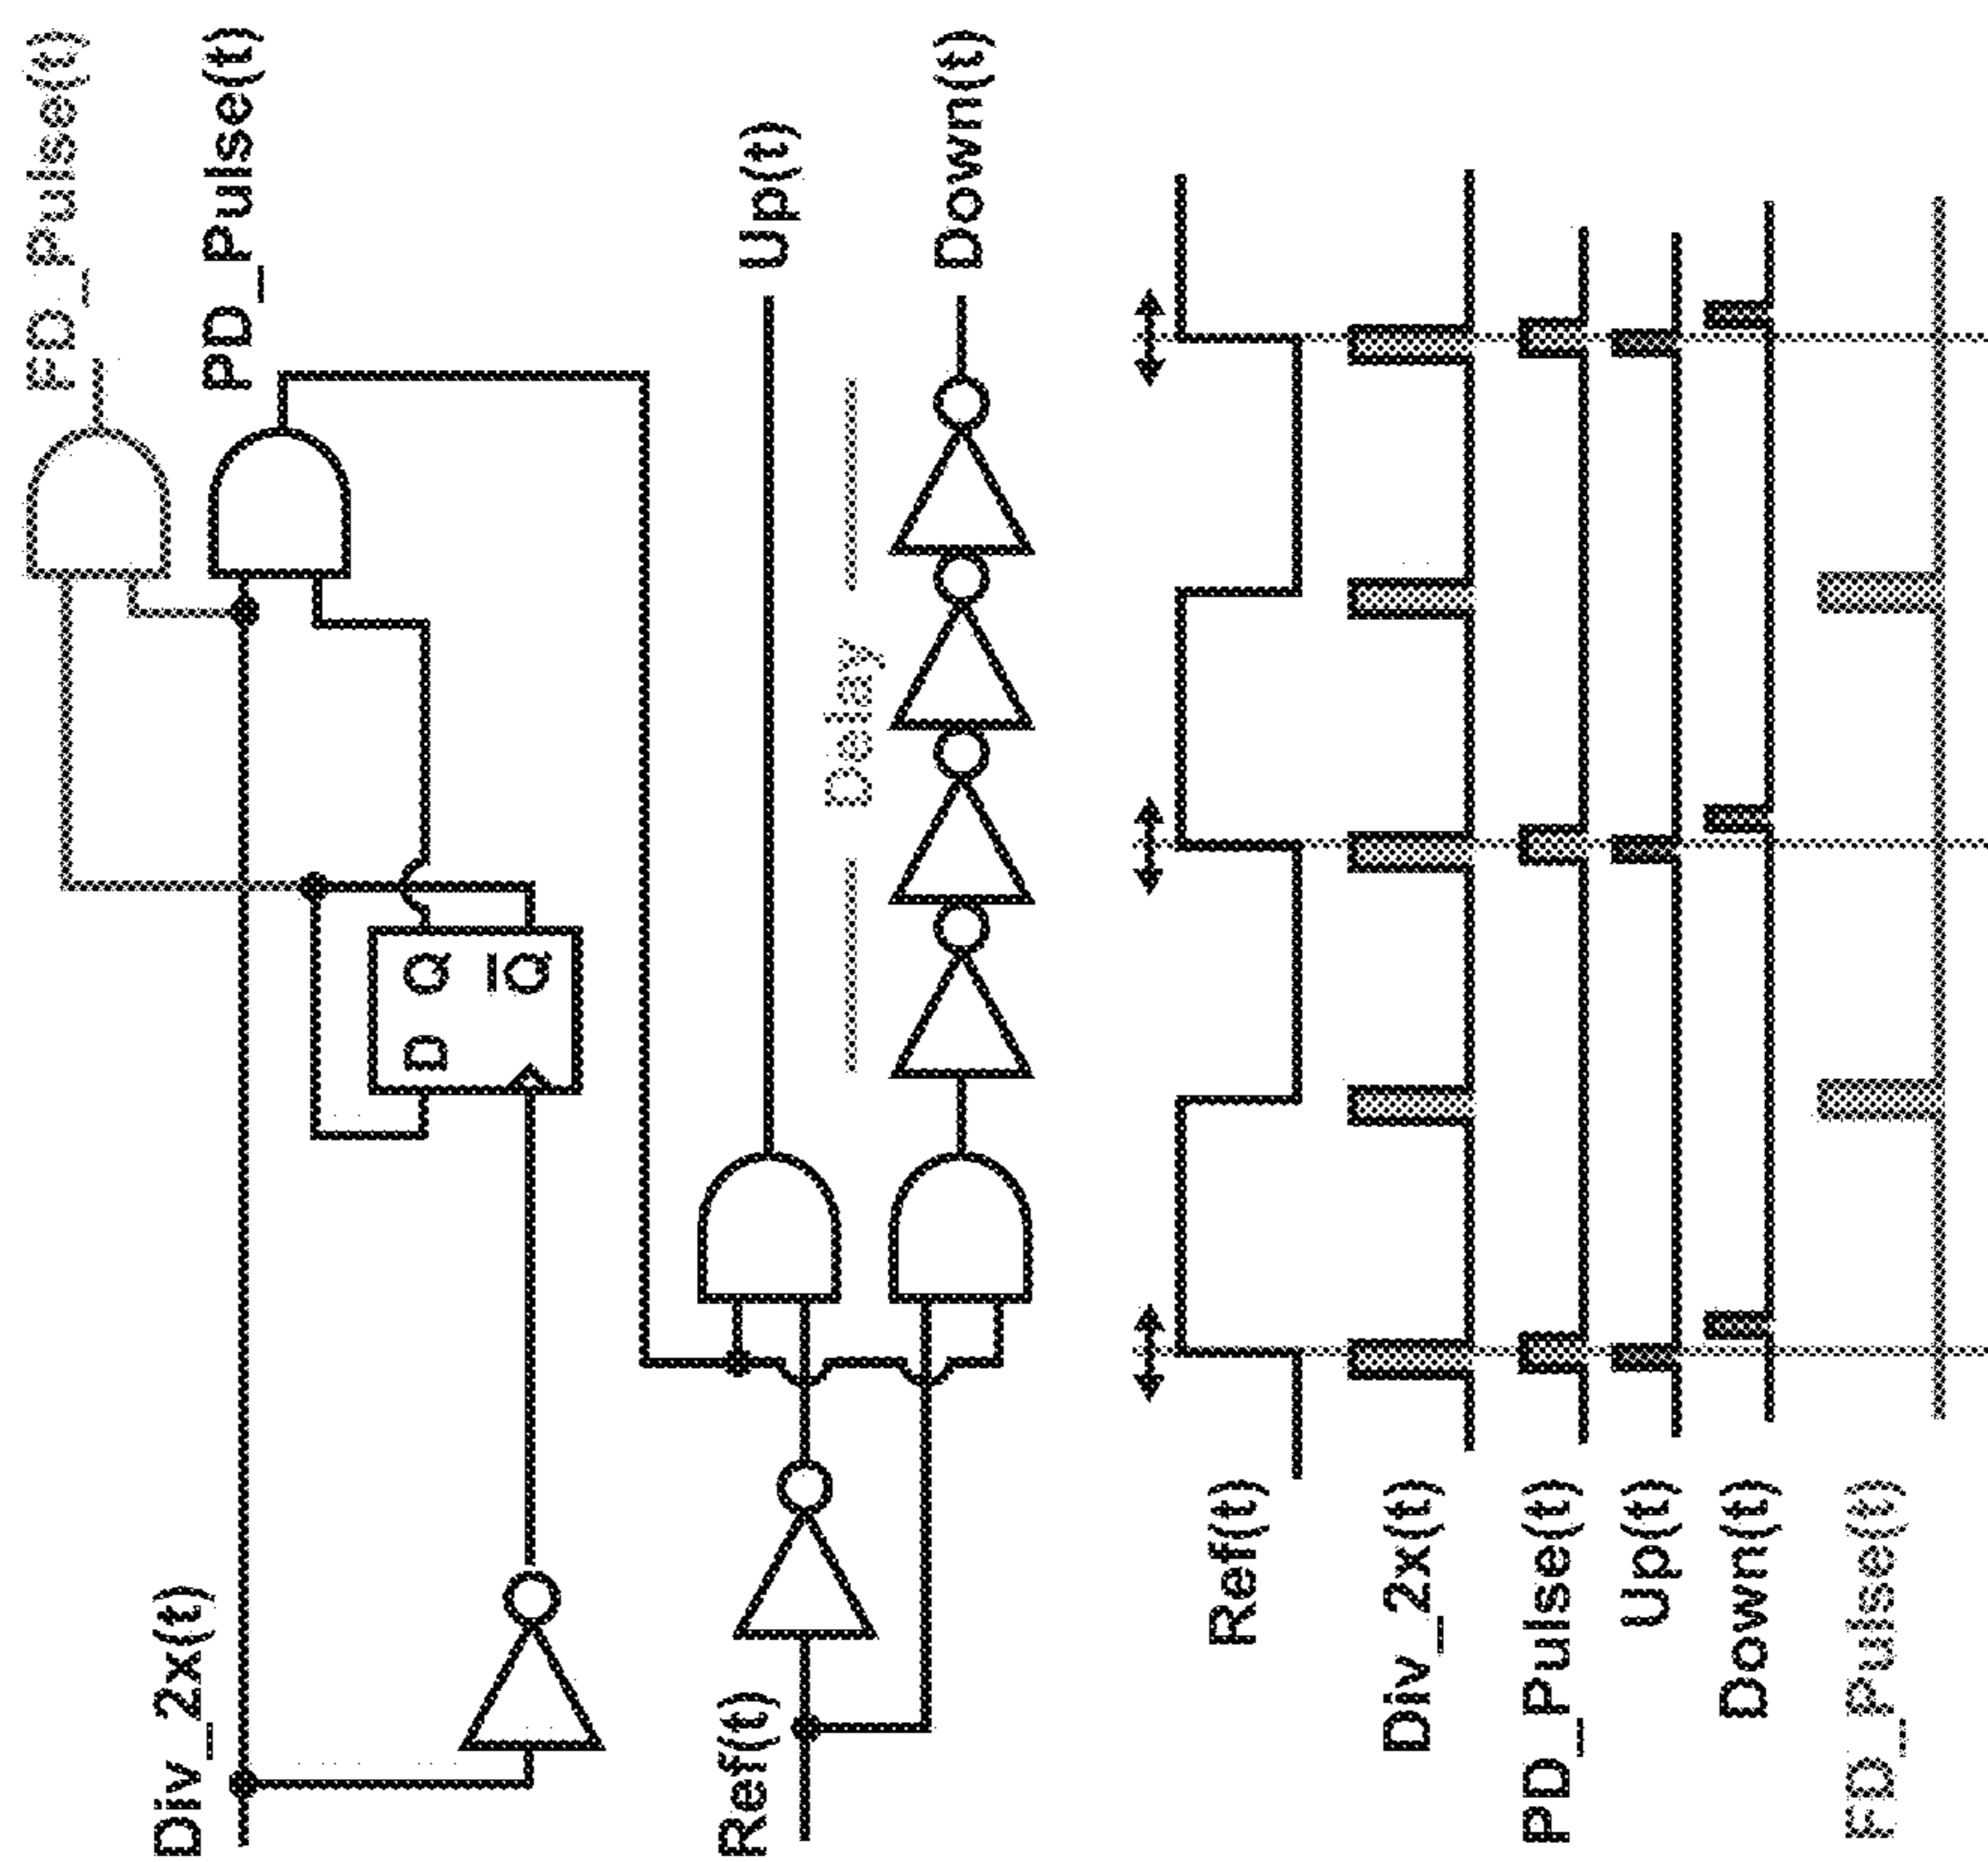 FD_Pulse(t)
PD_Pulse(t)
Div_2x(t)
D Q
Q
Up(t)
Ref(t)
Delay
Down(t)
Ref(t)
Div_2x(t)
PD_Pulse(t)
Up(t)
Down(t)
FD_Pulse(t)